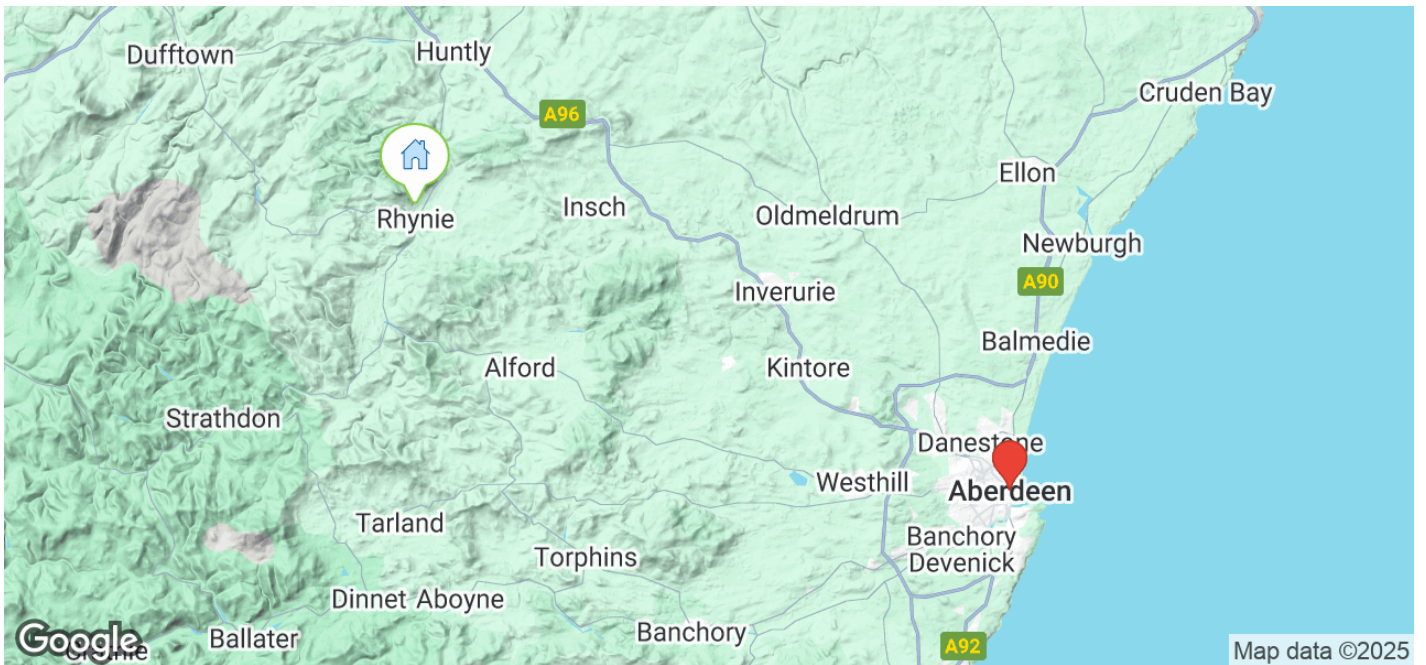 Dufftown
Huntly
Cruden Bay
A96
Ellon
Rhynie
Insch
Oldmeldrum
Newburgh
A90
Inverurie
Balmedie
Alford
Kintore
Strathdon
Danestone
Westhill
Aberdeen
Tarland
Banchory
Devenick
Torphins
Dinnet
Aboyne
Banchory
Ballater
A92
Google
Map data ©2025